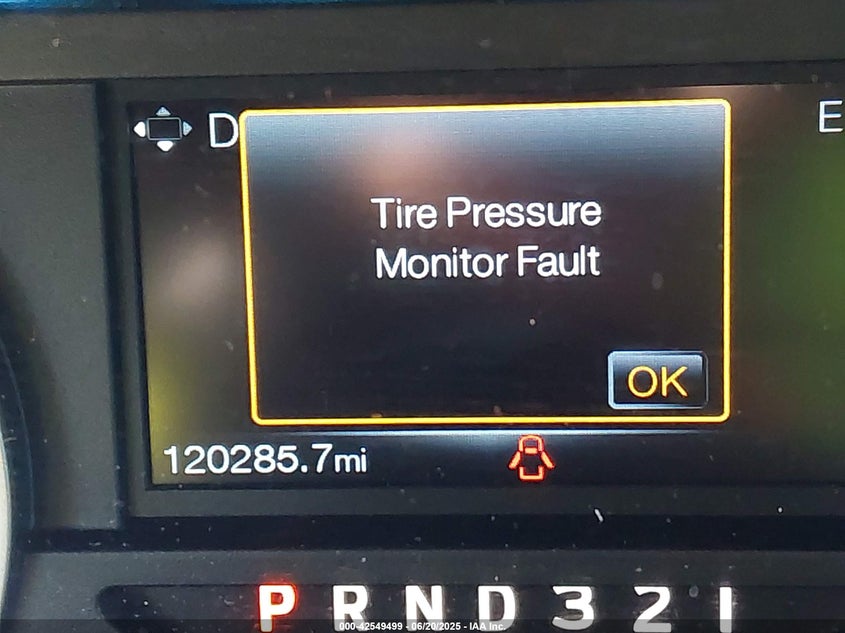 D
E
Tire Pressure
Monitor Fault
OK
120285.7mi
P R N D 3 2 1
000-42549499 - 06/20/2025 - IAA Inc.